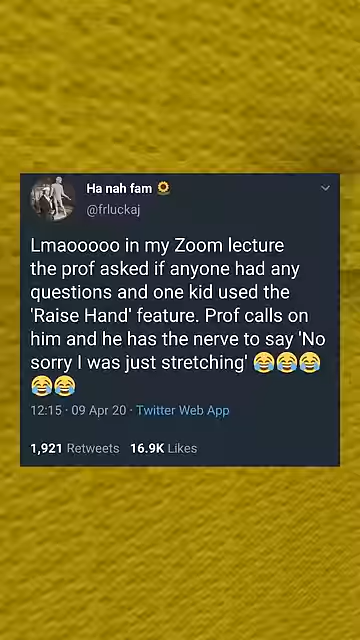 Ha nah fam 🌻
@frluckaj
Lmaooooo in my Zoom lecture
the prof asked if anyone had any
questions and one kid used the
'Raise Hand' feature. Prof calls on
him and he has the nerve to say 'No
sorry I was just stretching' 😂😂😂
😂😂
12:15 · 09 Apr 20 · Twitter Web App
1,921 Retweets 16.9K Likes